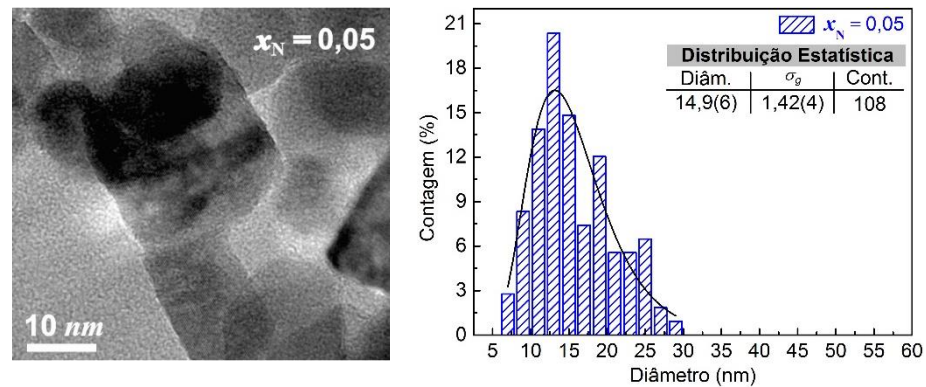 x_N = 0,05
10 nm
x_N = 0,05
Distribuição Estatística
Diâm. σ_g Cont.
14,9(6) 1,42(4) 108
Contagem (%)
21
18
15
12
9
6
3
0
5 10 15 20 25 30 35 40 45 50 55 60
Diâmetro (nm)